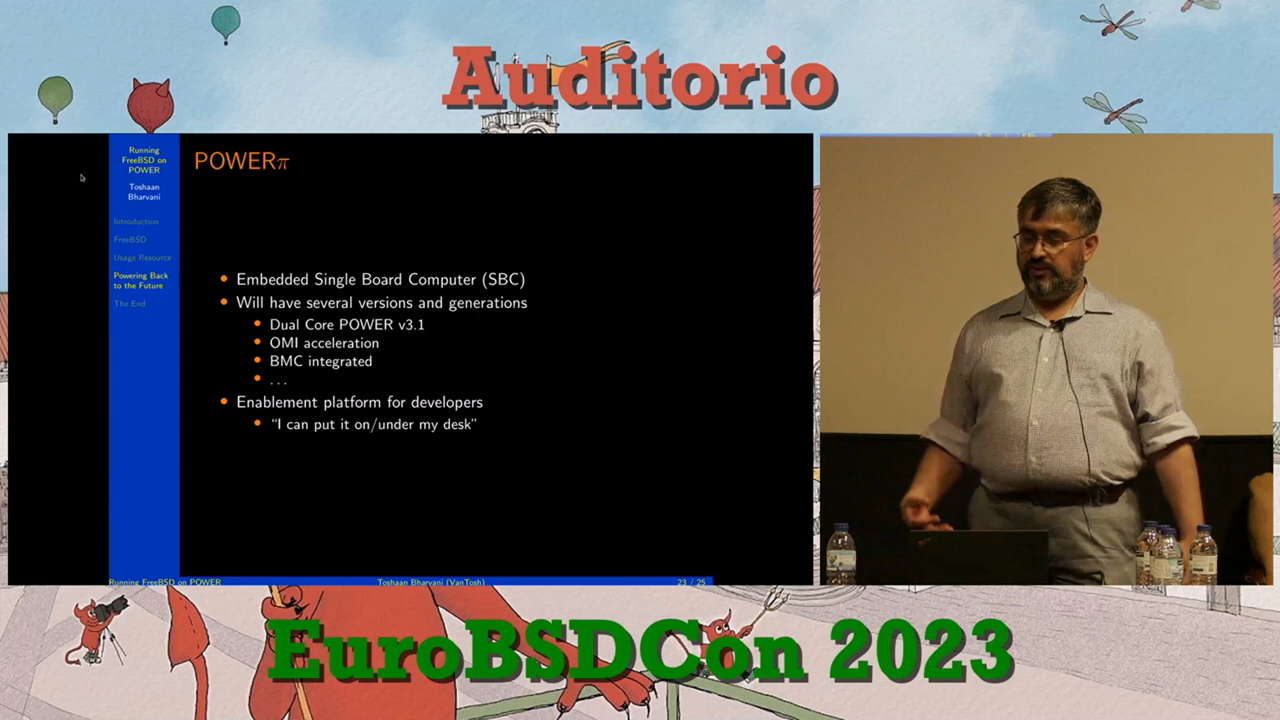 Auditorio
Running
FreeBSD on
POWER
Toshaan
Bharvani
Introduction
FreeBSD
Usage Resource
Powering Back
to the Future
The End
POWERπ
• Embedded Single Board Computer (SBC)
• Will have several versions and generations
• Dual Core POWER v3.1
• OMI acceleration
• BMC integrated
• . . .
• Enablement platform for developers
• “I can put it on/under my desk”
Running FreeBSD on POWER
Toshaan Bharvani (VanTosh)
23 / 25
EuroBSDCon 2023